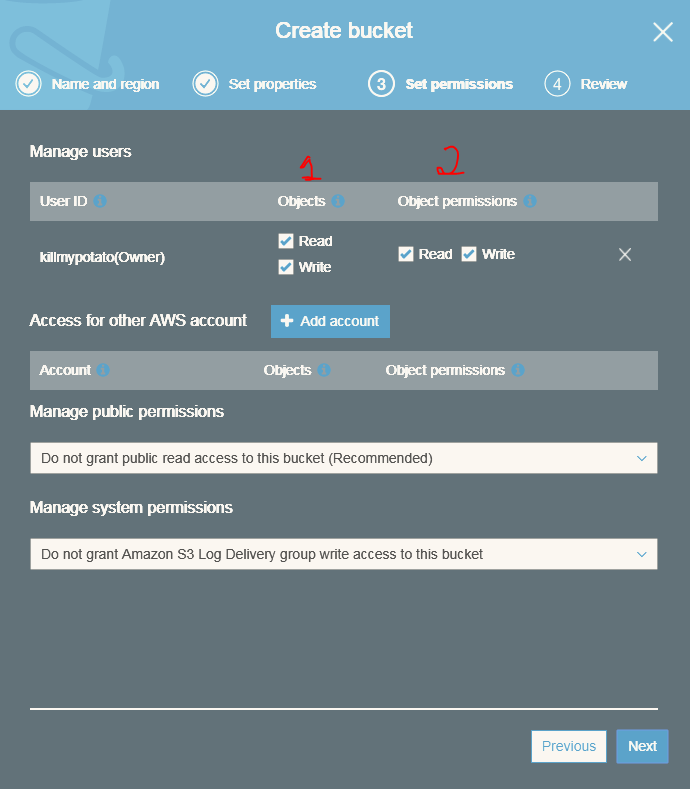 Create bucket
Name and region Set properties 3 Set permissions 4 Review
Manage users
1 2
User ID Objects Object permissions
killmypotato(Owner) Read Write Read Write
Access for other AWS account + Add account
Account Objects Object permissions
Manage public permissions
Do not grant public read access to this bucket (Recommended)
Manage system permissions
Do not grant Amazon S3 Log Delivery group write access to this bucket
Previous Next